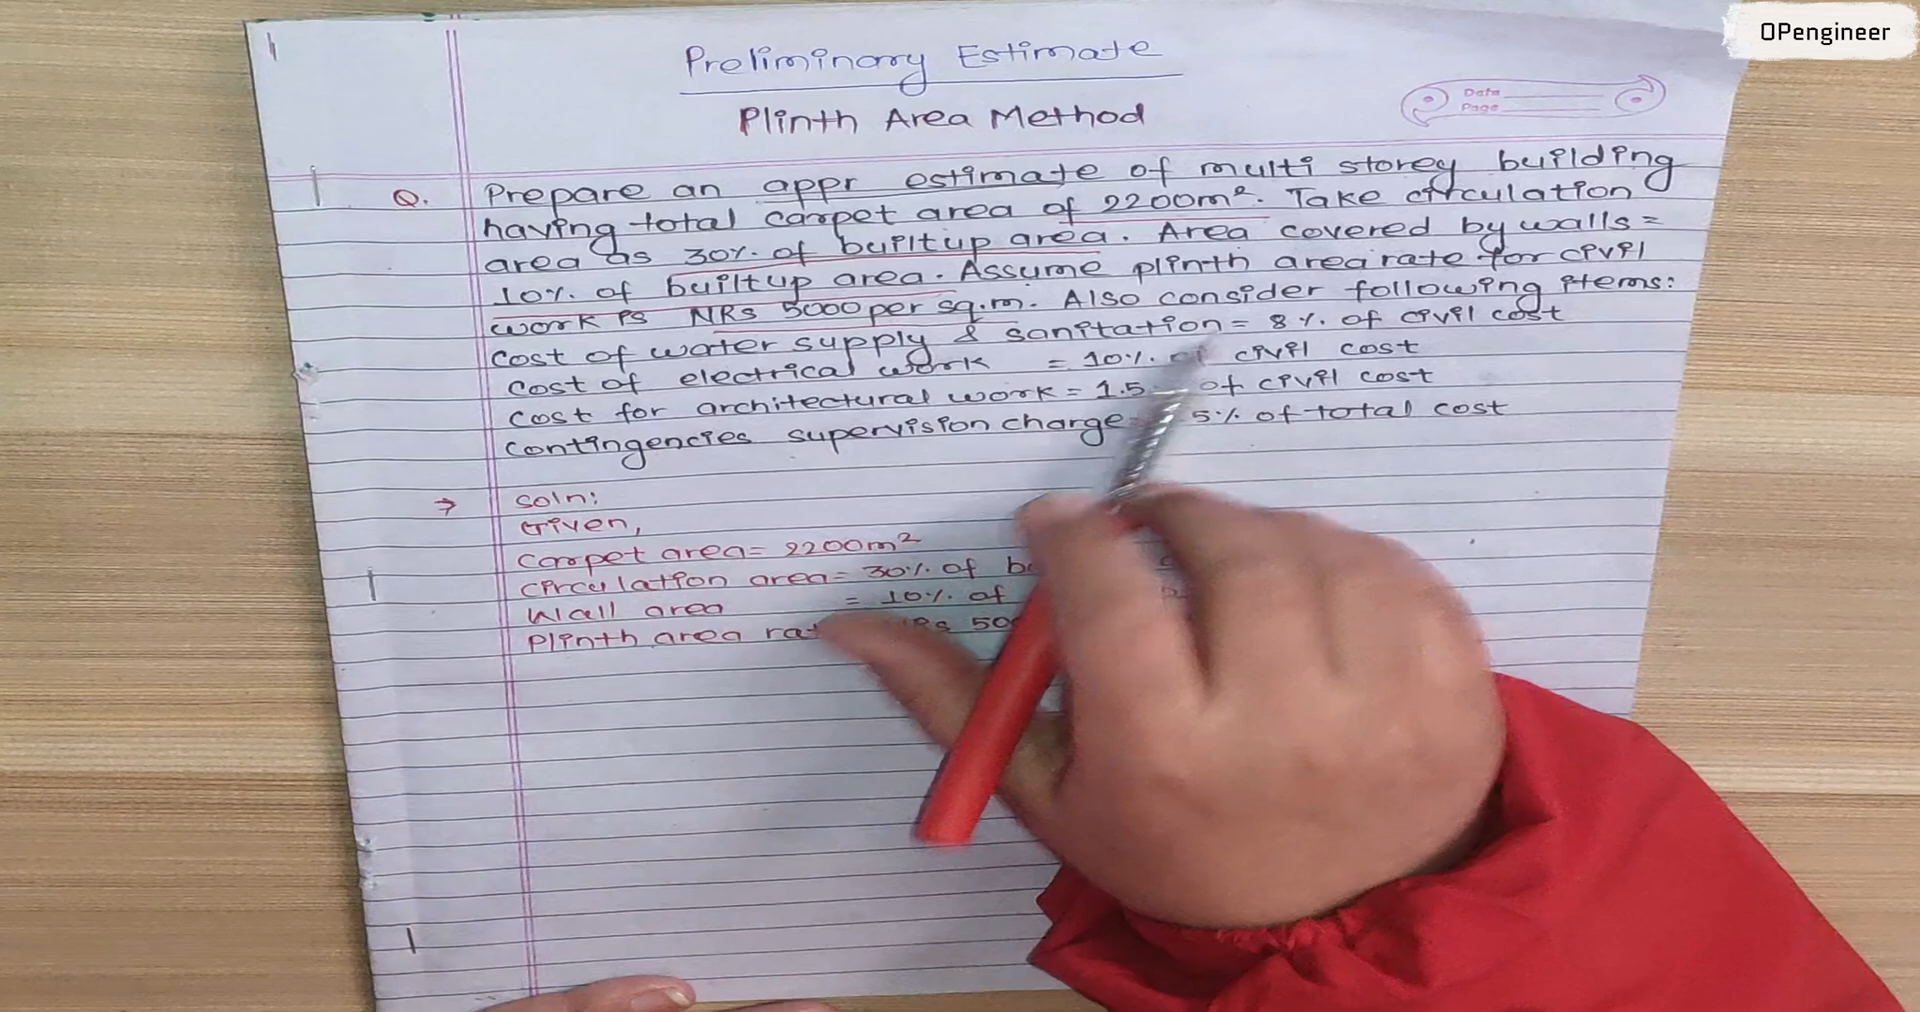 OPengineer
Preliminary Estimate
Plinth Area Method
Date
Page
Q. Prepare an appr estimate of multi storey building
having total carpet area of 2200m². Take circulation
area as 30% of builtup area. Area covered by walls =
10% of builtup area. Assume plinth area rate for civil
work is NRs 5000 per sq.m. Also consider following items:
cost of water supply & sanitation = 8% of civil cost
cost of electrical work = 10% of civil cost
cost for architectural work = 1.5 of civil cost
contingencies supervision charge 5% of total cost
→ Soln:
Given,
Carpet area = 2200m²
Circulation area = 30% of
Wall area = 10% of
Plinth area